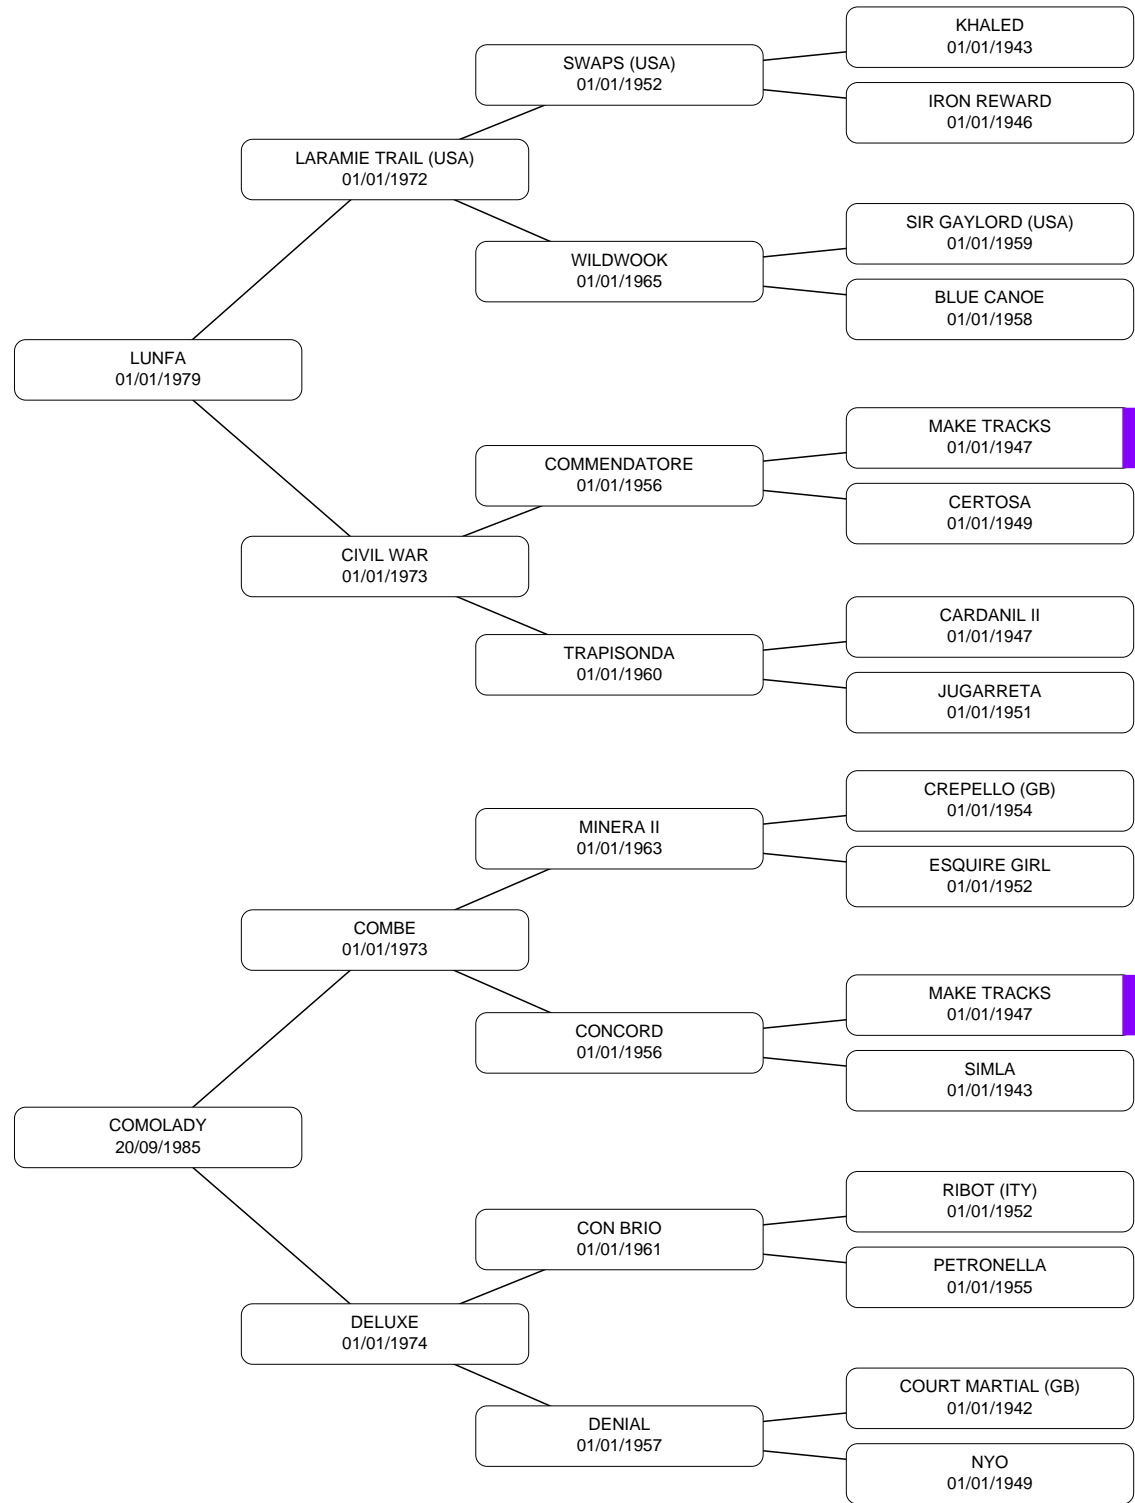 KHALED
01/01/1943
SWAPS (USA)
01/01/1952
IRON REWARD
01/01/1946
LARAMIE TRAIL (USA)
01/01/1972
SIR GAYLORD (USA)
01/01/1959
WILDWOOK
01/01/1965
BLUE CANOE
01/01/1958
LUNFA
01/01/1979
MAKE TRACKS
01/01/1947
COMMENDATORE
01/01/1956
CERTOSA
01/01/1949
CIVIL WAR
01/01/1973
CARDANIL II
01/01/1947
TRAPISONDA
01/01/1960
JUGARRETA
01/01/1951
CREPELLO (GB)
01/01/1954
MINERA II
01/01/1963
ESQUIRE GIRL
01/01/1952
COMBE
01/01/1973
MAKE TRACKS
01/01/1947
CONCORD
01/01/1956
SIMLA
01/01/1943
COMOLADY
20/09/1985
RIBOT (ITY)
01/01/1952
CON BRIO
01/01/1961
PETRONELLA
01/01/1955
DELUXE
01/01/1974
COURT MARTIAL (GB)
01/01/1942
DENIAL
01/01/1957
NYO
01/01/1949